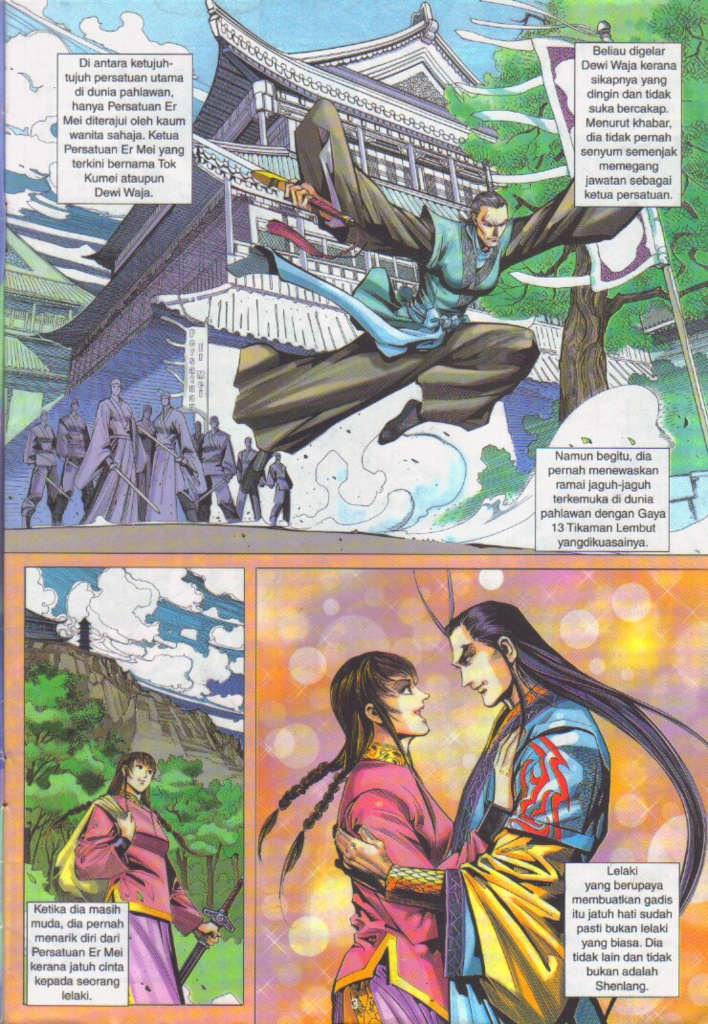 Di antara ketujuh-
tujuh persatuan utama
di dunia pahlawan,
hanya Persatuan Er
Mei diterajui oleh kaum
wanita sahaja. Ketua
Persatuan Er Mei yang
terkini bernama Tok
Kumei ataupun
Dewi Waja.
Beliau digelar
Dewi Waja kerana
sikapnya yang
dingin dan tidak
suka bercakap.
Menurut khabar,
dia tidak pernah
senyum semenjak
memegang
jawatan sebagai
ketua persatuan.
Persatuan
Er Mei
Namun begitu, dia
pernah menewaskan
ramai jaguh-jaguh
terkemuka di dunia
pahlawan dengan Gaya
13 Tikaman Lembut
yangdikuasainya.
Ketika dia masih
muda, dia pernah
menarik diri dari
Persatuan Er Mei
kerana jatuh cinta
kepada seorang
lelaki.
Lelaki
yang berupaya
membuatkan gadis
itu jatuh hati sudah
pasti bukan lelaki
yang biasa. Dia
tidak lain dan tidak
bukan adalah
Shenlang.